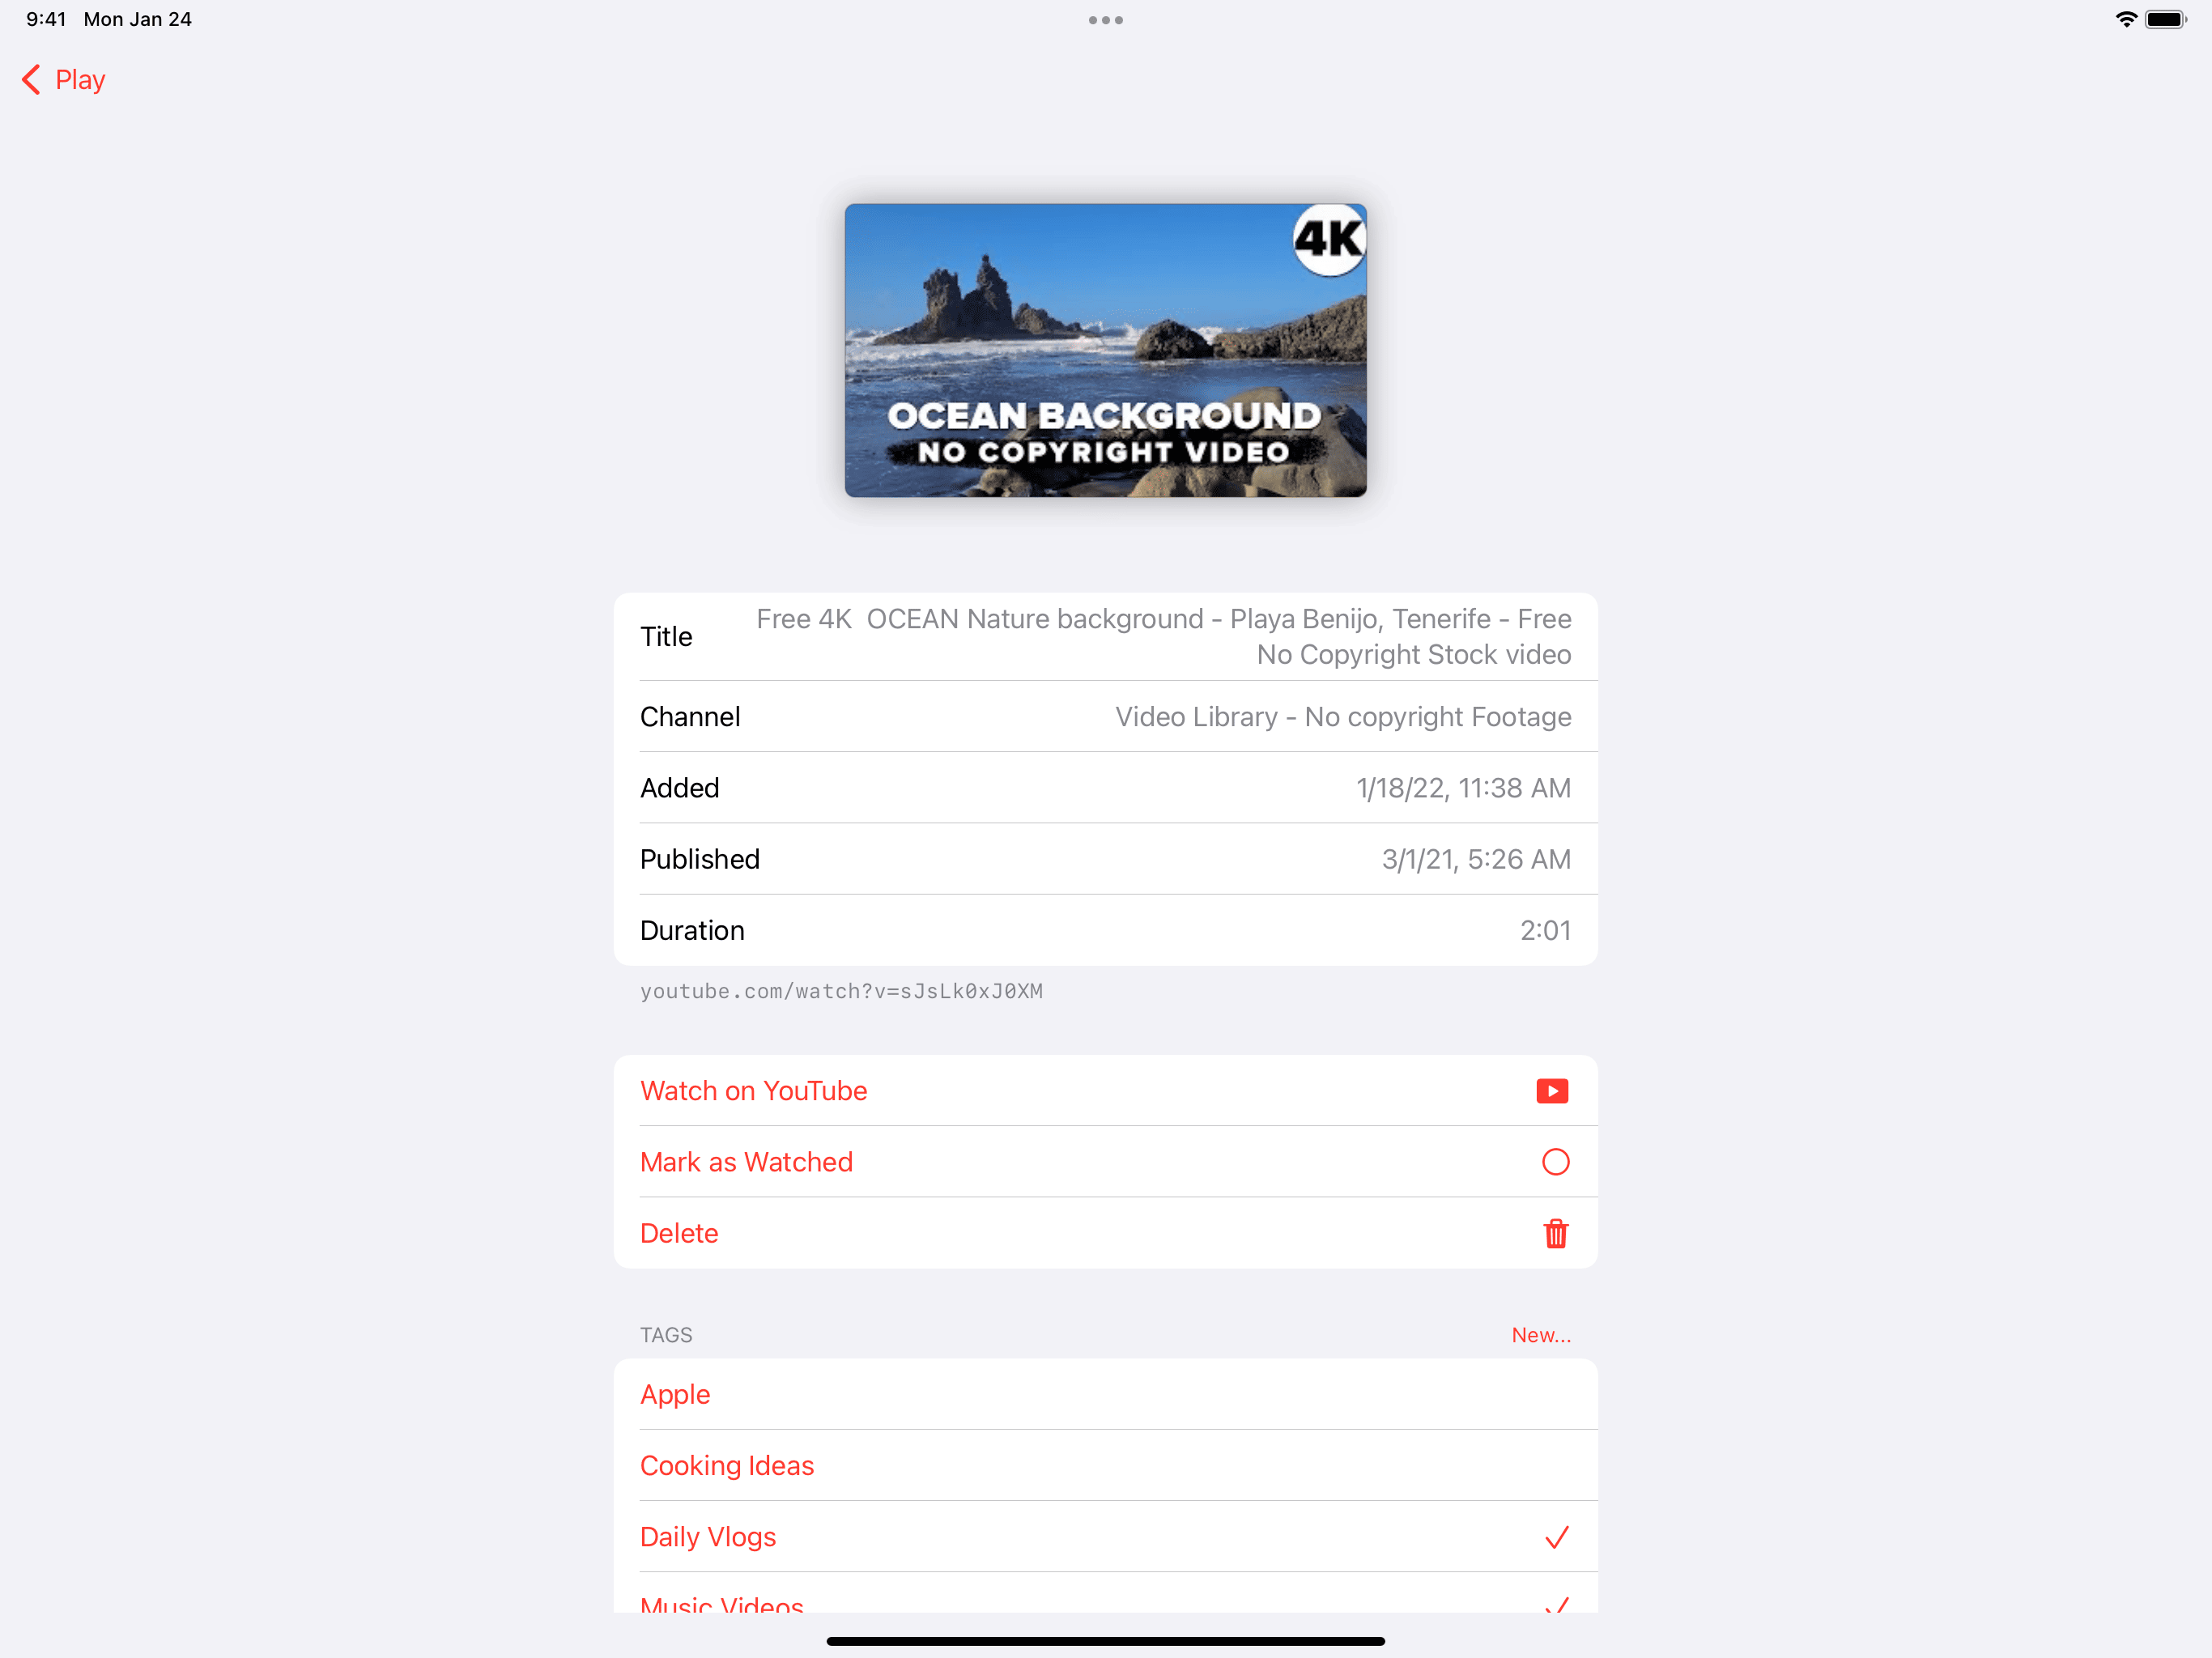 9:41 Mon Jan 24
Play
4K
OCEAN BACKGROUND
NO COPYRIGHT VIDEO
Title
Free 4K  OCEAN Nature background - Playa Benijo, Tenerife - Free
No Copyright Stock video
Channel
Video Library - No copyright Footage
Added
1/18/22, 11:38 AM
Published
3/1/21, 5:26 AM
Duration
2:01
youtube.com/watch?v=sJsLk0xJ0XM
Watch on YouTube
Mark as Watched
Delete
TAGS
New...
Apple
Cooking Ideas
Daily Vlogs
Music Videos